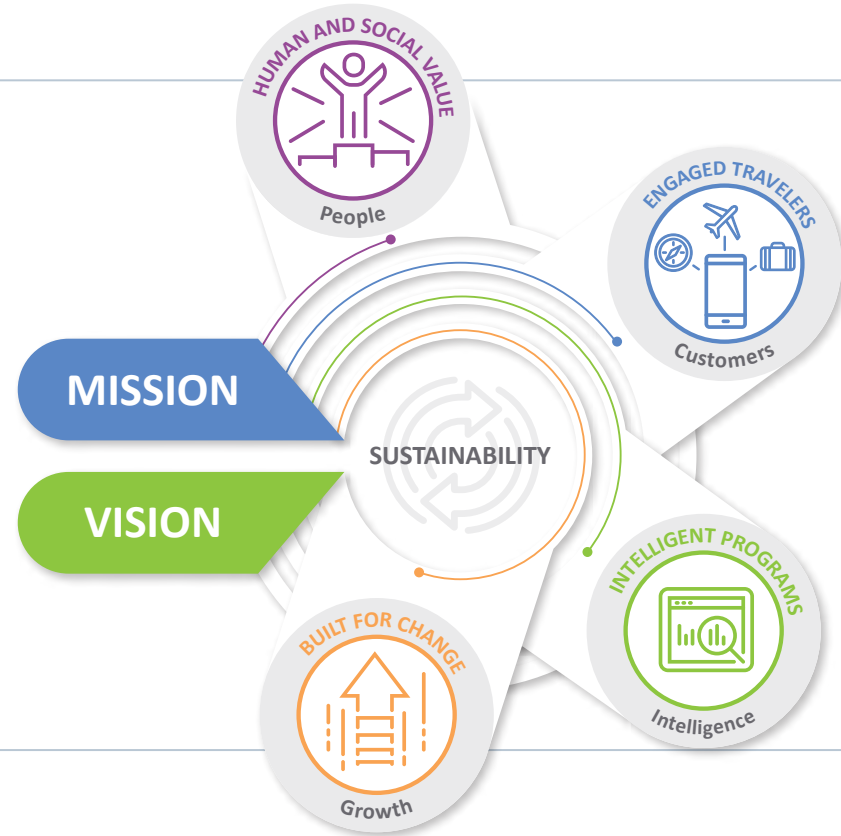 HUMAN AND SOCIAL VALUE
People
ENGAGED TRAVELERS
Customers
MISSION
SUSTAINABILITY
VISION
INTELLIGENT PROGRAMS
Intelligence
BUILT FOR CHANGE
Growth